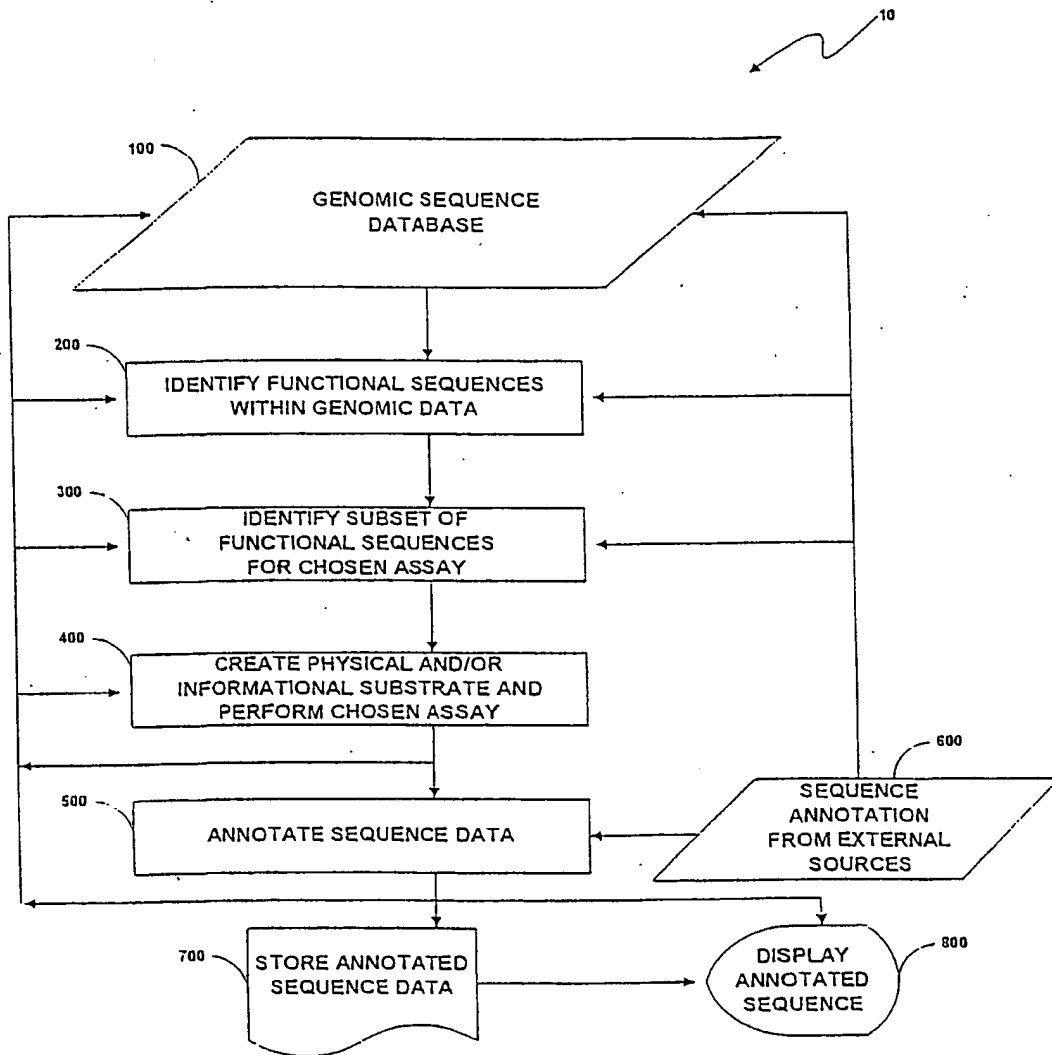 10
100
GENOMIC SEQUENCE
DATABASE
200
IDENTIFY FUNCTIONAL SEQUENCES
WITHIN GENOMIC DATA
300
IDENTIFY SUBSET OF
FUNCTIONAL SEQUENCES
FOR CHOSEN ASSAY
400
CREATE PHYSICAL AND/OR
INFORMATIONAL SUBSTRATE AND
PERFORM CHOSEN ASSAY
500
ANNOTATE SEQUENCE DATA
600
SEQUENCE
ANNOTATION
FROM EXTERNAL
SOURCES
700
STORE ANNOTATED
SEQUENCE DATA
800
DISPLAY
ANNOTATED
SEQUENCE